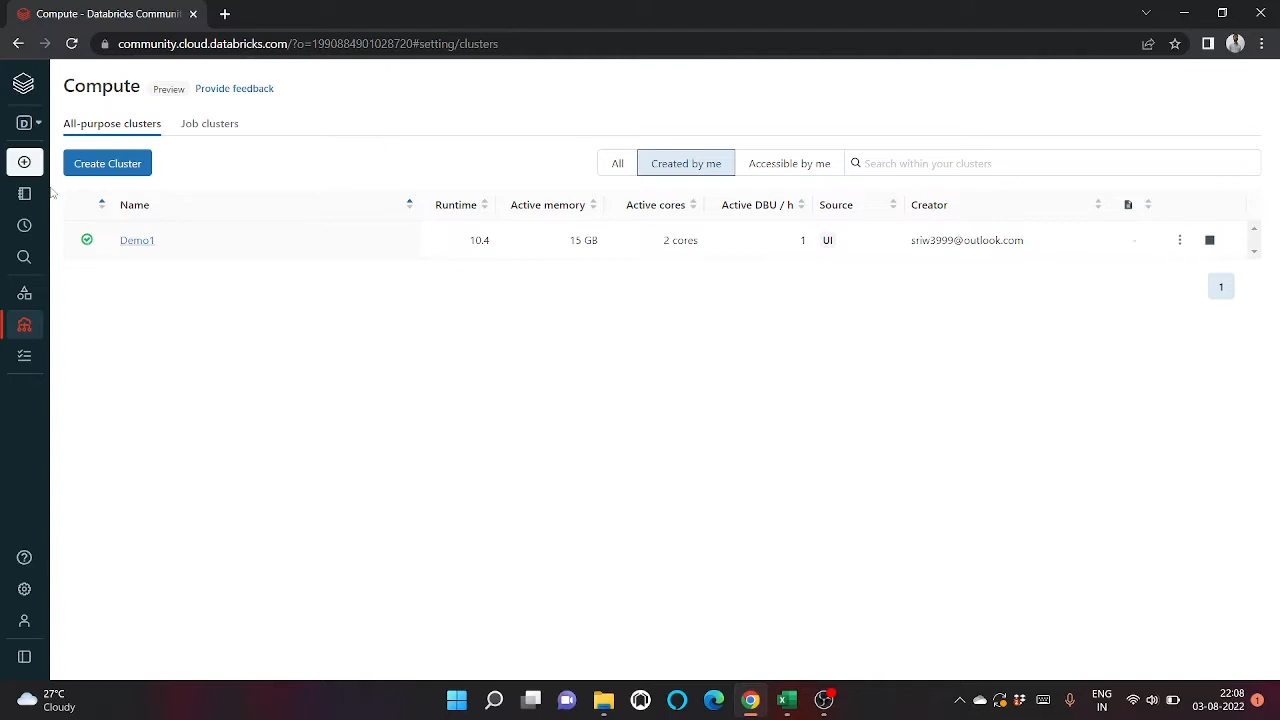 Compute - Databricks Communi
community.cloud.databricks.com/?o=1990884901028720#setting/clusters
D
Compute Preview Provide feedback
All-purpose clusters Job clusters
Create Cluster All Created by me Accessible by me Search within your clusters
Name Runtime Active memory Active cores Active DBU / h Source Creator
Demo1 10.4 15 GB 2 cores 1 UI sriw3999@outlook.com - 
1
27°C
Cloudy
ENG
IN
22:08
03-08-2022
1